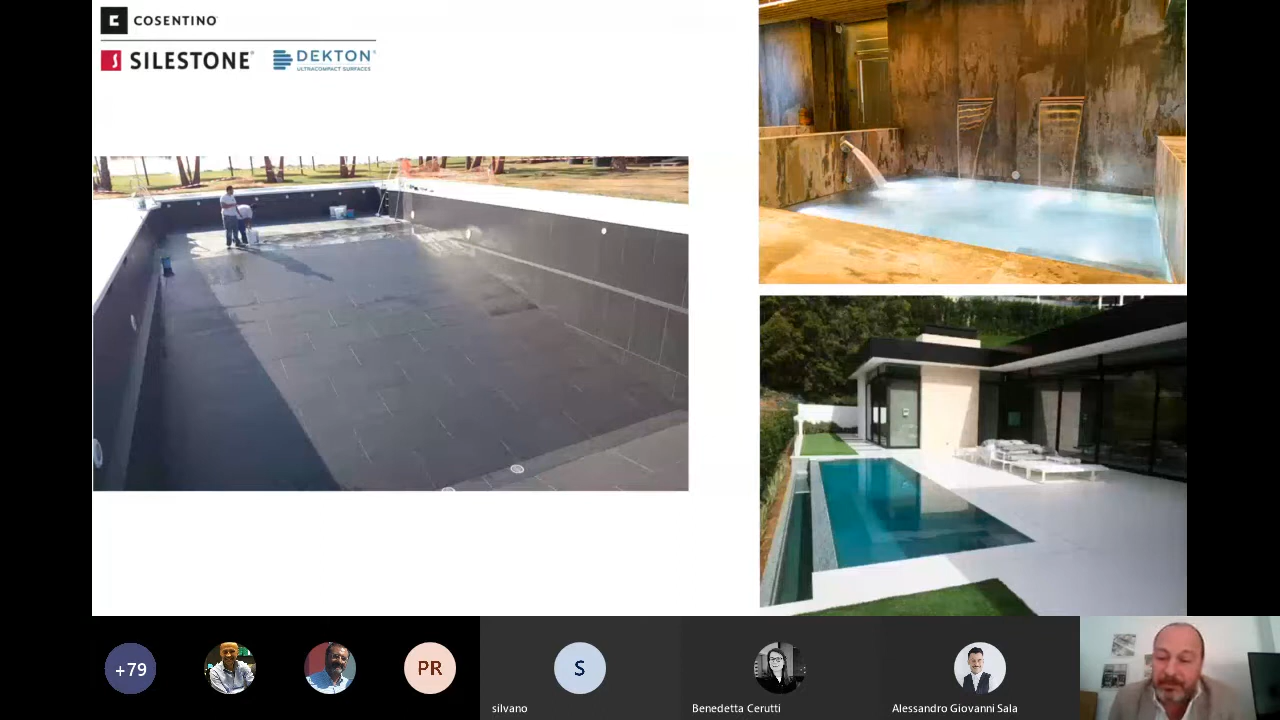 COSENTINO
SILESTONE®
DEKTON®
ULTRACOMPACT SURFACES
+79
PR
S
silvano
Benedetta Cerutti
Alessandro Giovanni Sala